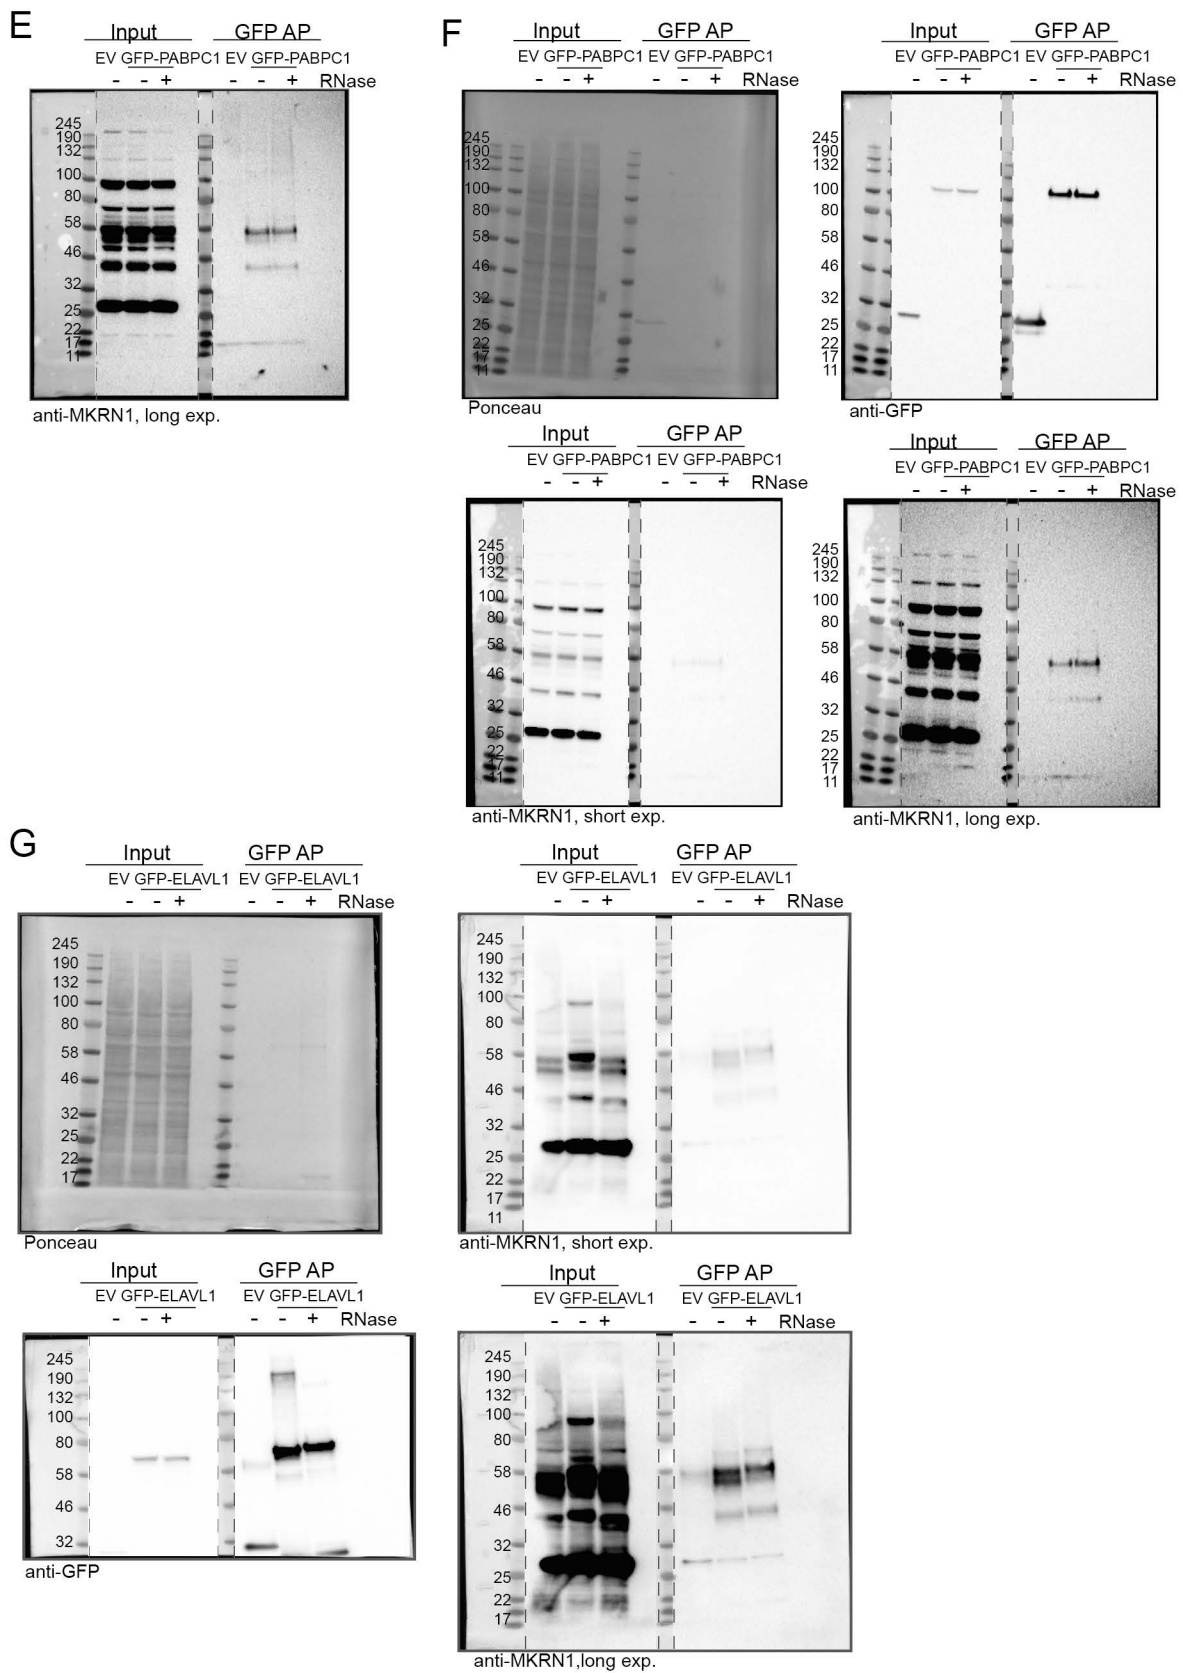 E
Input GFP AP
EV GFP-PABPC1 EV GFP-PABPC1
- - + - - + RNase
245
190
132
100
80
58
46
32
25
22
17
11
anti-MKRN1, long exp.
F
Input GFP AP
EV GFP-PABPC1 EV GFP-PABPC1
- - + - - + RNase
245
190
132
100
80
58
46
32
25
22
17
11
Ponceau
Input GFP AP
EV GFP-PABPC1 EV GFP-PABPC1
- - + - - + RNase
245
190
132
100
80
58
46
32
25
22
17
11
anti-GFP
Input GFP AP
EV GFP-PABPC1 EV GFP-PABPC1
- - + - - + RNase
245
190
132
100
80
58
46
32
25
22
17
11
anti-MKRN1, short exp.
Input GFP AP
EV GFP-PABPC1 EV GFP-PABPC1
- - + - - + RNase
245
190
132
100
80
58
46
32
25
22
17
11
anti-MKRN1, long exp.
G
Input GFP AP
EV GFP-ELAVL1 EV GFP-ELAVL1
- - + - - + RNase
245
190
132
100
80
58
46
32
25
22
17
Ponceau
Input GFP AP
EV GFP-ELAVL1 EV GFP-ELAVL1
- - + - - + RNase
245
190
132
100
80
58
46
32
25
22
17
11
anti-MKRN1, short exp.
Input GFP AP
EV GFP-ELAVL1 EV GFP-ELAVL1
- - + - - + RNase
245
190
132
100
80
58
46
32
anti-GFP
Input GFP AP
EV GFP-ELAVL1 EV GFP-ELAVL1
- - + - - + RNase
245
190
132
100
80
58
46
32
25
22
17
anti-MKRN1,long exp.